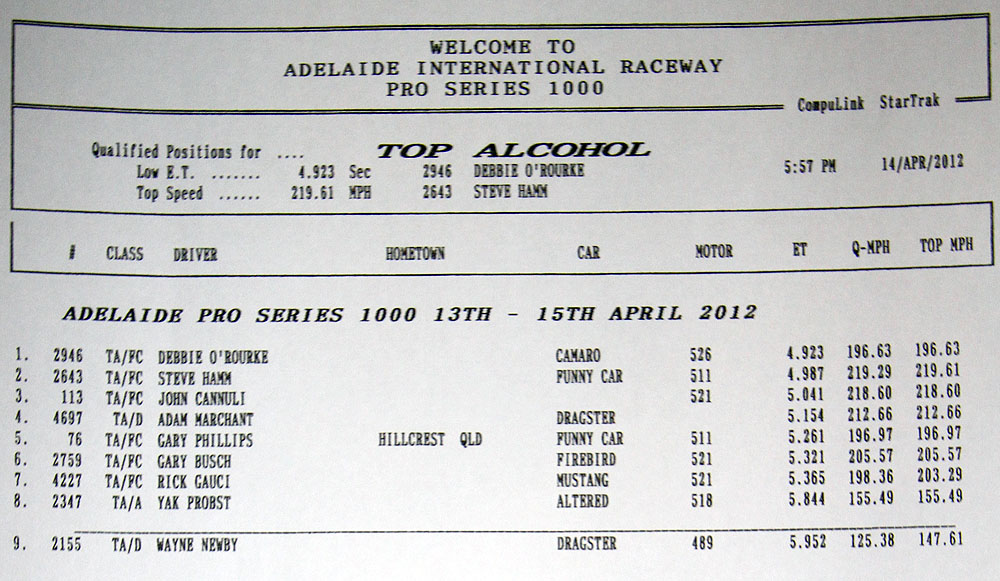 WELCOME TO
ADELAIDE INTERNATIONAL RACEWAY
PRO SERIES 1000
CompuLink StarTrak
Qualified Positions for .... TOP ALCOHOL
Low E.T. ....... 4.923 Sec 2946 DEBBIE O'ROURKE 5:57 PM 14/APR/2012
Top Speed ...... 219.61 MPH 2643 STEVE HAMM
# CLASS DRIVER HOMETOWN CAR MOTOR ET Q-MPH TOP MPH
ADELAIDE PRO SERIES 1000 13TH - 15TH APRIL 2012
1. 2946 TA/FC DEBBIE O'ROURKE CAMARO 526 4.923 196.63 196.63
2. 2643 TA/FC STEVE HAMM FUNNY CAR 511 4.987 219.29 219.61
3. 113 TA/FC JOHN CANNULI 521 5.041 218.60 218.60
4. 4697 TA/D ADAM MARCHANT DRAGSTER 5.154 212.66 212.66
5. 76 TA/FC GARY PHILLIPS HILLCREST QLD FUNNY CAR 511 5.261 196.97 196.97
6. 2759 TA/FC GARY BUSCH FIREBIRD 521 5.321 205.57 205.57
7. 4227 TA/FC RICK GAUCI MUSTANG 521 5.365 198.36 203.29
8. 2347 TA/A YAK PROBST ALTERED 518 5.844 155.49 155.49
9. 2155 TA/D WAYNE NEWBY DRAGSTER 489 5.952 125.38 147.61